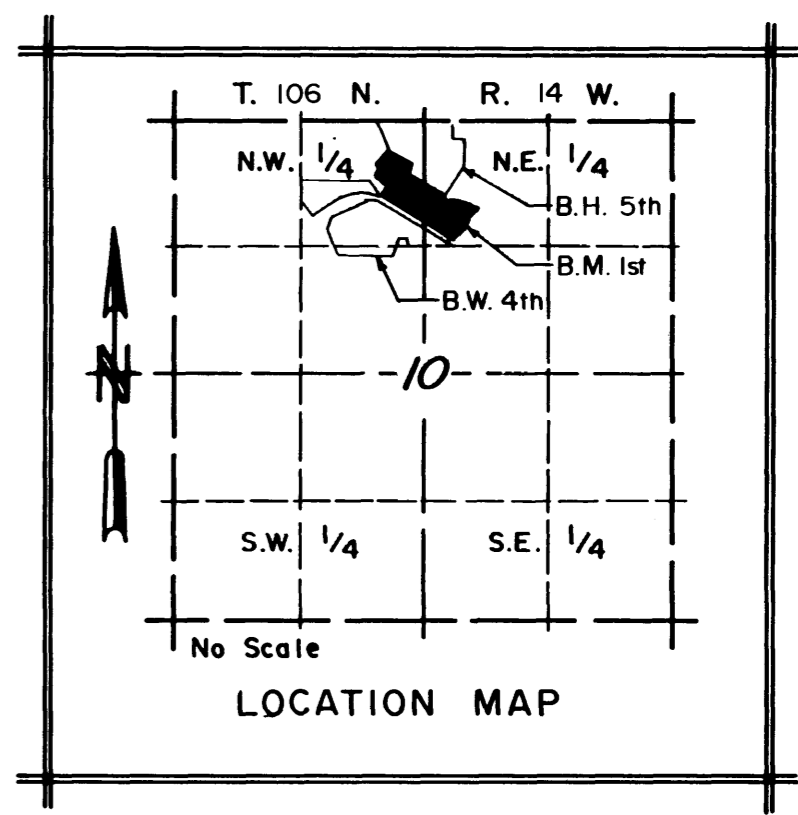 T. 106 N. R. 14 W.
N.W. 1/4 N.E. 1/4
B.H. 5th
B.M. 1st
B.W. 4th
N
10
S.W. 1/4 S.E. 1/4
No Scale
LOCATION MAP